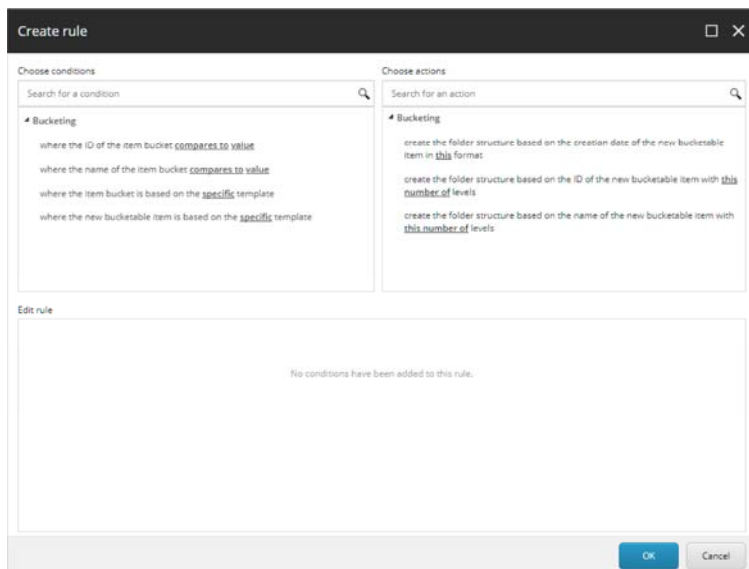 Create rule
Choose conditions
Search for a condition
Bucketing
where the ID of the item bucket compares to value
where the name of the item bucket compares to value
where the item bucket is based on the specific template
where the new bucketable item is based on the specific template
Choose actions
Search for an action
Bucketing
create the folder structure based on the creation date of the new bucketable
item in this format
create the folder structure based on the ID of the new bucketable item with this
number of levels
create the folder structure based on the name of the new bucketable item with
this number of levels
Edit rule
No conditions have been added to this rule.
OK
Cancel